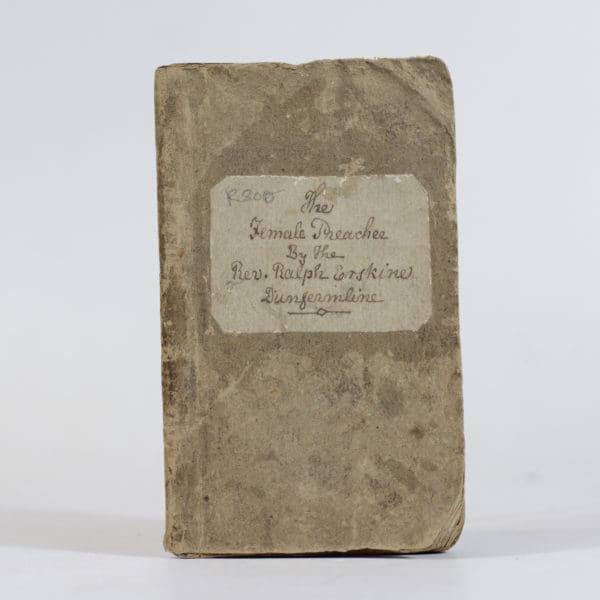 R200
The
Female Preacher
By the
Rev. Ralph Erskine
Dunfermline